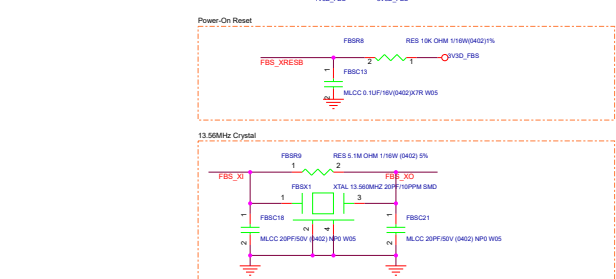 Power-On Reset
FBSR8 RES 10K OHM 1/16W(0402)1%
FBS_XRESB 2 1 3V3D_FBS
1 FBSC13
2 MLCC 0.1UF/16V(0402)X7R W05
13.56MHz Crystal
FBSR9 RES 5.1M OHM 1/16W (0402) 5%
1 2
FBS_XI FBS_XO
FBSX1 XTAL 13.560MHZ 20PF/10PPM SMD
1 3
1 FBSC18 2 4 1 FBSC21
2 MLCC 20PF/50V (0402) NP0 W05 2 MLCC 20PF/50V (0402) NP0 W05